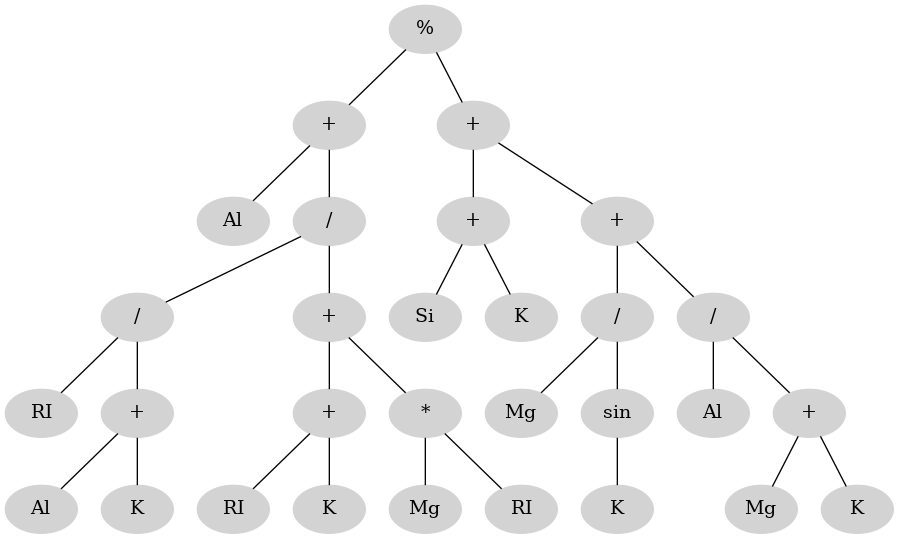 %
+ +
Al / + +
/ + Si K / /
RI + + * Mg sin Al +
Al K RI K Mg RI K Mg K